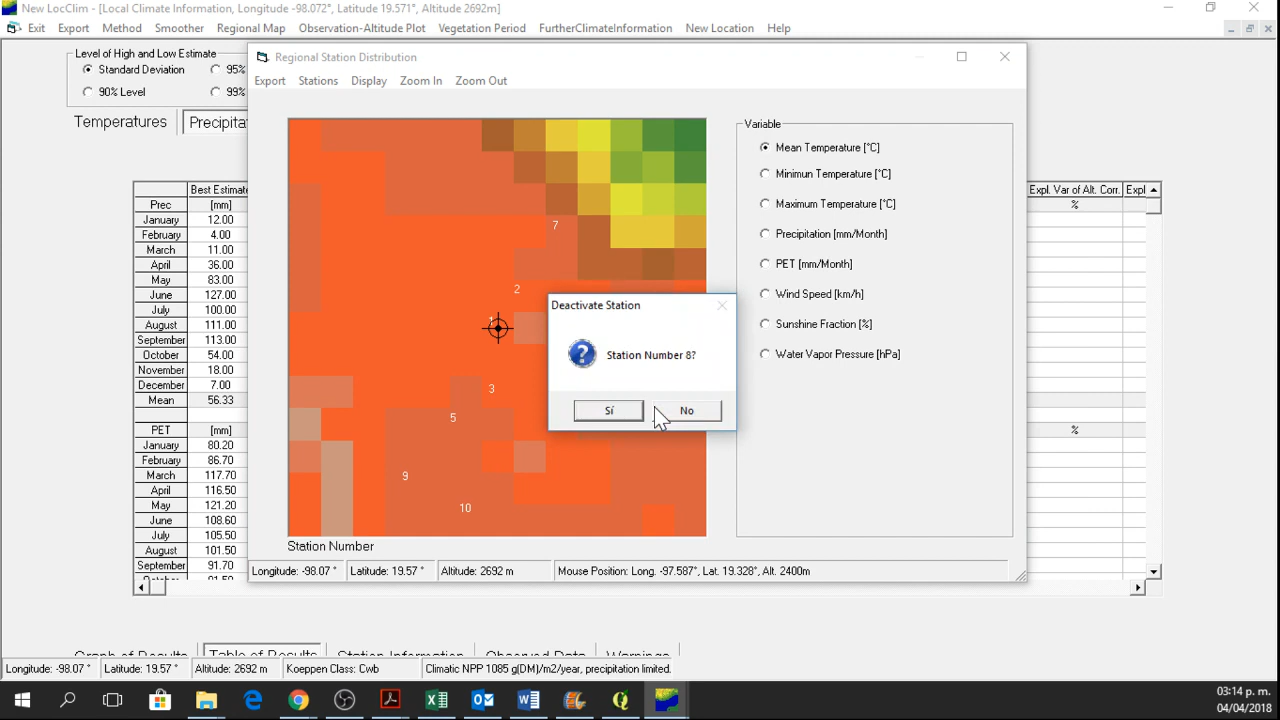 New LocClim - [Local Climate Information, Longitude -98.072°, Latitude 19.571°, Altitude 2692m]
Exit Export Method Smoother Regional Map Observation-Altitude Plot Vegetation Period FurtherClimateInformation New Location Help
Level of High and Low Estimate
Standard Deviation 95%
90% Level 99%
Temperatures
Regional Station Distribution
Export Stations Display Zoom In Zoom Out
Variable
Mean Temperature [°C]
Minimun Temperature [°C]
Maximum Temperature [°C]
Precipitation [mm/Month]
PET [mm/Month]
Wind Speed [km/h]
Sunshine Fraction [%]
Water Vapor Pressure [hPa]
7
2
3
5
9
10
Deactivate Station
Station Number 8?
Sí No
Station Number
Longitude: -98.07 ° Latitude: 19.57 ° Altitude: 2692 m Mouse Position: Long. -97.587°, Lat. 19.328°, Alt. 2400m
Best Estimate Expl. Var of Alt. Corr. Expl
Prec [mm] %
January 12.00
February 4.00
March 11.00
April 36.00
May 83.00
June 127.00
July 100.00
August 111.00
September 113.00
October 54.00
November 18.00
December 7.00
Mean 56.33
PET [mm] %
January 80.20
February 86.70
March 117.70
April 116.50
May 121.20
June 108.60
July 105.50
August 101.50
September 91.70
October 91.50
Graph of Results Table of Results Station Information Observed Data Warnings
Longitude: -98.07 ° Latitude: 19.57 ° Altitude: 2692 m Koeppen Class: Cwb Climatic NPP 1085 g(DM)/m2/year, precipitation limited.
03:14 p. m.
04/04/2018